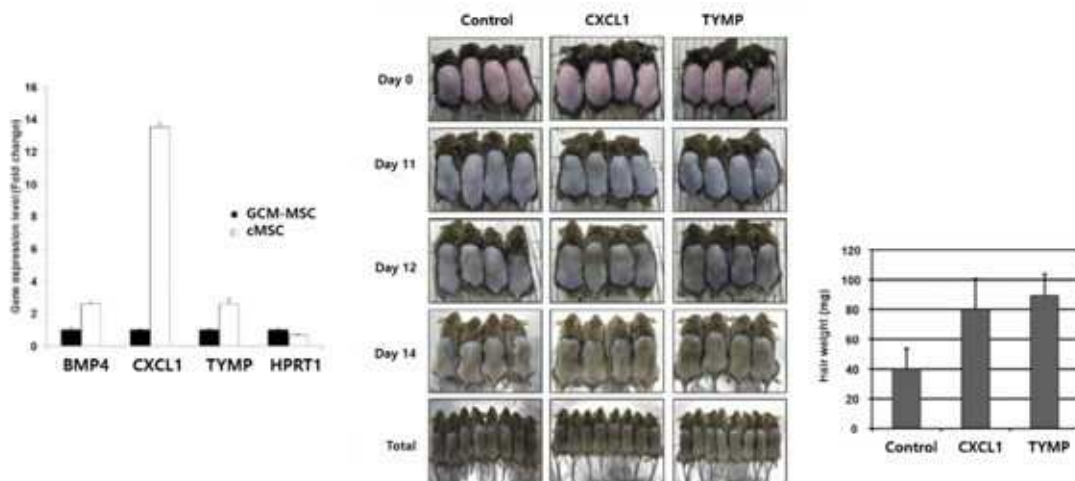 Gene expression level (Fold change)
16
14
12
10
8
6
4
2
0
GCM-MSC
cMSC
BMP4 CXCL1 TYMP HPRT1
Control CXCL1 TYMP
Day 0
Day 11
Day 12
Day 14
Total
Hair weight (mg)
120
100
80
60
40
20
0
Control CXCL1 TYMP